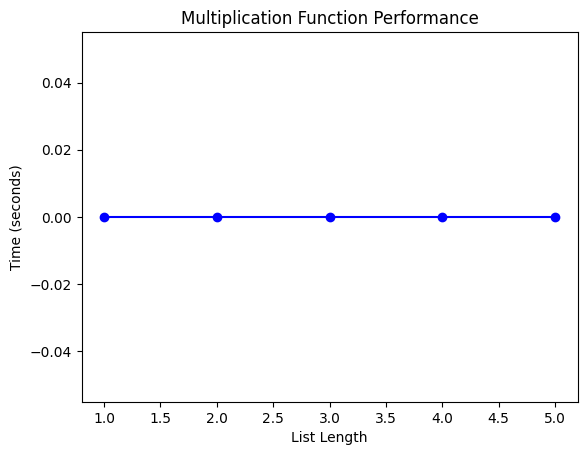 Multiplication Function Performance
Time (seconds)
0.04
0.02
0.00
−0.02
−0.04
1.0 1.5 2.0 2.5 3.0 3.5 4.0 4.5 5.0
List Length